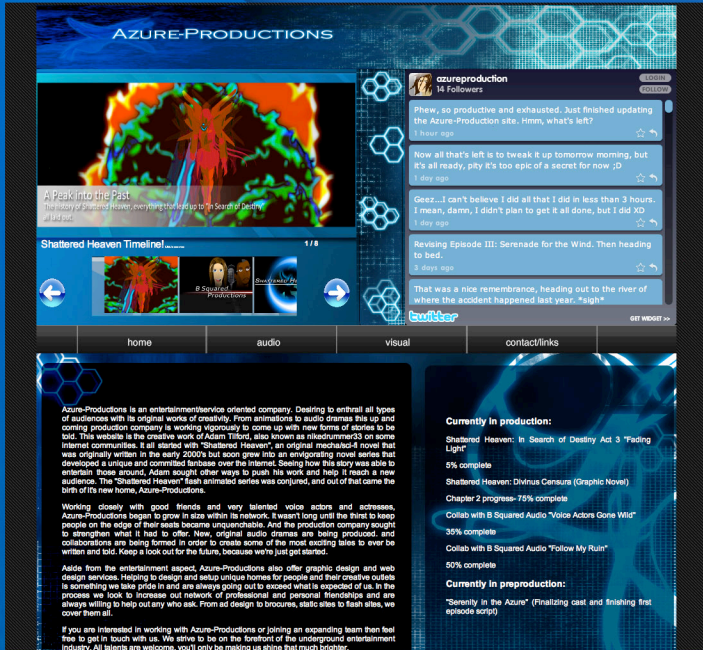 AZURE-PRODUCTIONS
azureproduction
14 Followers
LOGIN
FOLLOW
Phew, so productive and exhausted. Just finished updating
the Azure-Production site. Hmm, what's left?
1 hour ago
Now all that's left is to tweak it up tomorrow morning, but
it's all ready, pity it's too epic of a secret for now ;D
1 day ago
Geez...I can't believe I did all that I did in less than 3 hours.
I mean, damn, I didn't plan to get it all done, but I did XD
1 day ago
Revising Episode III: Serenade for the Wind. Then heading
to bed.
3 days ago
That was a nice remembrance, heading out to the river of
where the accident happened last year. *sigh*
twitter
GET WIDGET >>
A Peak into the Past
The history of Shattered Heaven, everything that lead up to "In Search of Destiny"
all laid out.
Shattered Heaven Timeline!
1 / 8
B Squared
Productions
SHATTERED HE
home
audio
visual
contact/links
Azure-Productions is an entertainment/service oriented company. Desiring to enthrall all types
of audiences with its original works of creativity. From animations to audio dramas this up and
coming production company is working vigorously to come up with new forms of stories to be
told. This website is the creative work of Adam Tilford, also known as nikedrummer33 on some
internet communities. It all started with "Shattered Heaven", an original mecha/sci-fi novel that
was originally written in the early 2000's but soon grew into an envigorating novel series that
developed a unique and committed fanbase over the internet. Seeing how this story was able to
entertain those around, Adam sought other ways to push his work and help it reach a new
audience. The "Shattered Heaven" flash animated series was conjured, and out of that came the
birth of it's new home, Azure-Productions.
Working closely with good friends and very talented voice actors and actresses,
Azure-Productions began to grow in size within its network. It wasn't long until the thirst to keep
people on the edge of their seats became unquenchable. And the production company sought
to strengthen what it had to offer. New, original audio dramas are being produced, and
collaborations are being formed in order to create some of the most exciting tales to ever be
written and told. Keep a look out for the future, because we're just get started.
Aside from the entertainment aspect, Azure-Productions also offer graphic design and web
design services. Helping to design and setup unique homes for people and their creative outlets
is something we take pride in and are always going out to exceed what is expected of us. In the
process we look to increase out network of professional and personal friendships and are
always willing to help out any who ask. From ad design to brocures, static sites to flash sites, we
cover them all.
If you are interested in working with Azure-Productions or joining an expanding team then feel
free to get in touch with us. We strive to be on the forefront of the underground entertainment
industry. All talents are welcome, you'll only be making us shine that much brighter.
Currently in production:
Shattered Heaven: In Search of Destiny Act 3 "Fading
Light"
5% complete
Shattered Heaven: Divinus Censura (Graphic Novel)
Chapter 2 progress- 75% complete
Collab with B Squared Audio "Voice Actors Gone Wild"
35% complete
Collab with B Squared Audio "Follow My Ruin"
50% complete
Currently in preproduction:
"Serenity in the Azure" (Finalizing cast and finishing first
episode script)